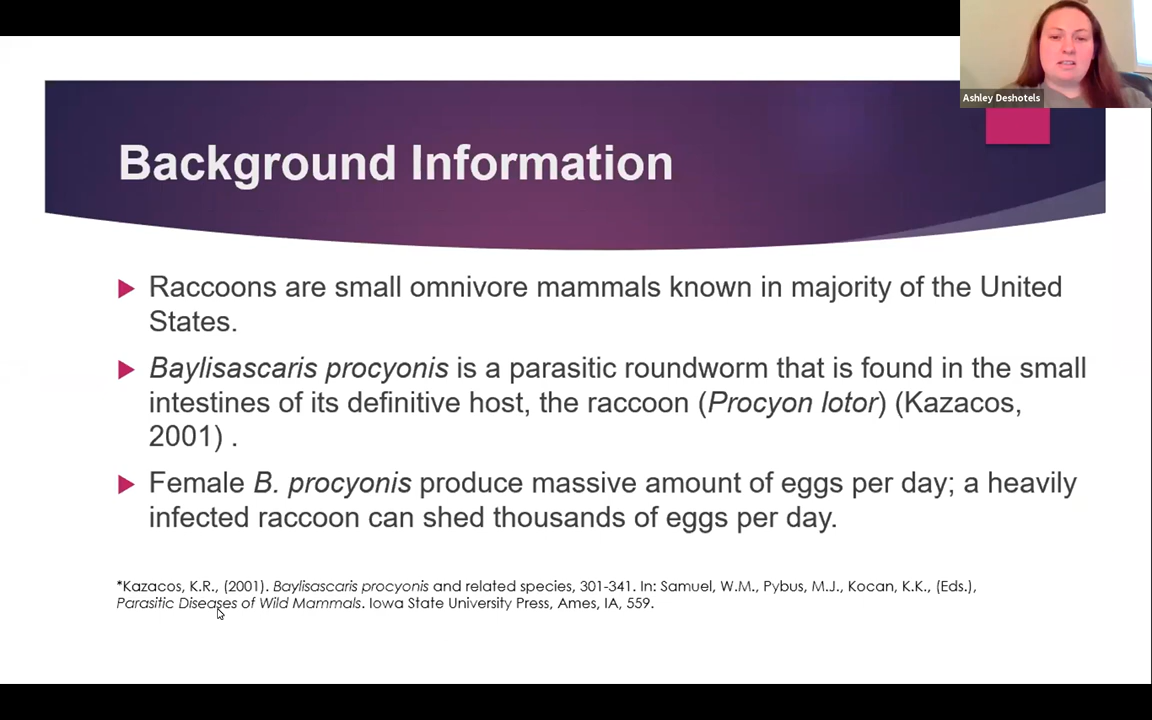 Ashley Deshotels
Background Information
Raccoons are small omnivore mammals known in majority of the United
States.
Baylisascaris procyonis is a parasitic roundworm that is found in the small
intestines of its definitive host, the raccoon (Procyon lotor) (Kazacos,
2001) .
Female B. procyonis produce massive amount of eggs per day; a heavily
infected raccoon can shed thousands of eggs per day.
*Kazacos, K.R., (2001). Baylisascaris procyonis and related species, 301-341. In: Samuel, W.M., Pybus, M.J., Kocan, K.K., (Eds.),
Parasitic Diseases of Wild Mammals. Iowa State University Press, Ames, IA, 559.